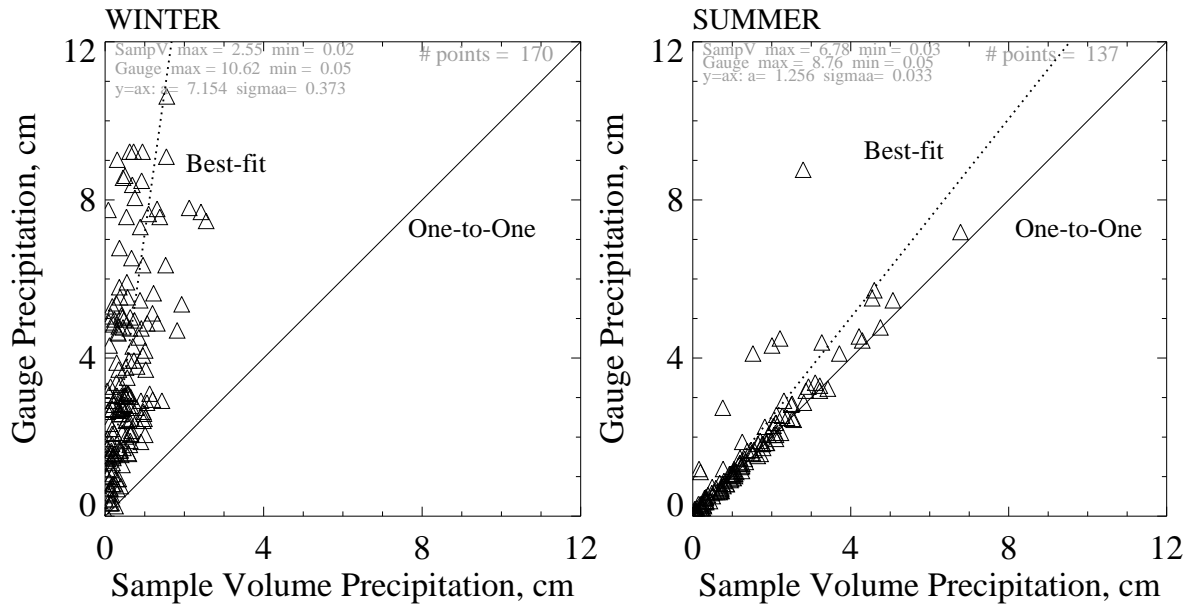 WINTER
12
SampV max = 2.55 min = 0.02
# points = 170
Gauge max = 10.62 min = 0.05
y=ax: a= 7.154 sigmaa= 0.373
Best-fit
8
One-to-One
Gauge Precipitation, cm
4
0
0 4 8 12
Sample Volume Precipitation, cm
SUMMER
12
SampV max = 6.78 min = 0.03
# points = 137
Gauge max = 8.76 min = 0.05
y=ax: a= 1.256 sigmaa= 0.033
Best-fit
8
One-to-One
Gauge Precipitation, cm
4
0
0 4 8 12
Sample Volume Precipitation, cm